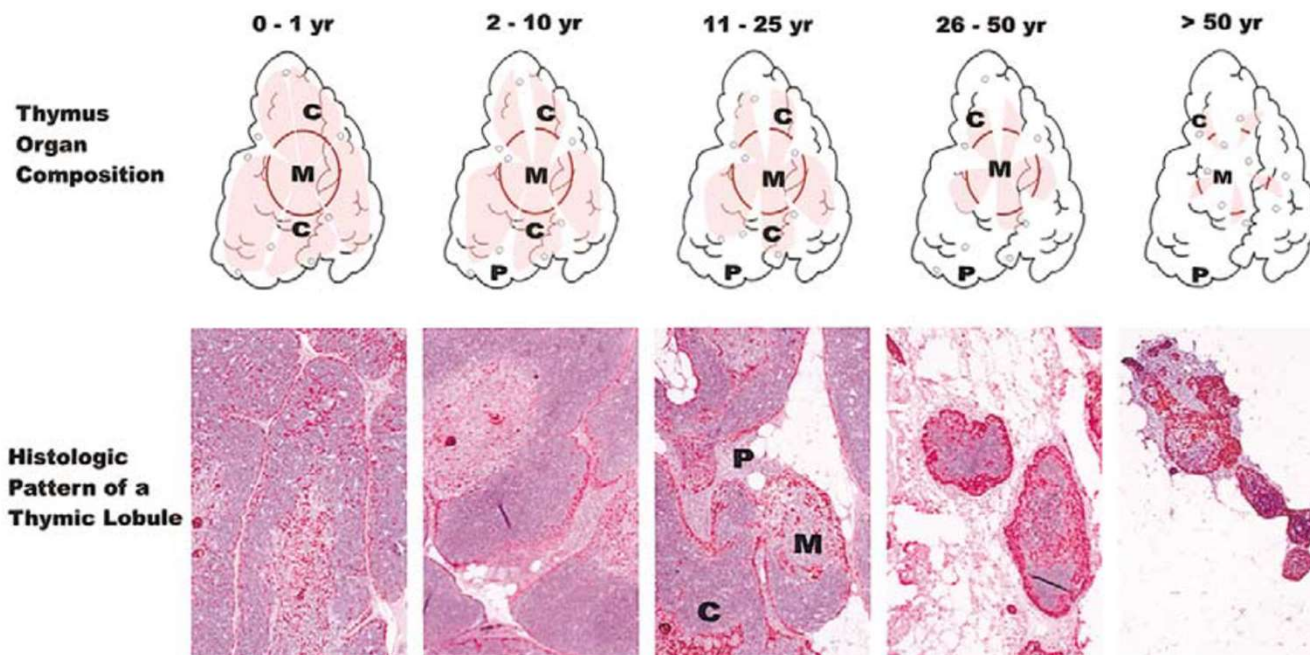 0 - 1 yr
2 - 10 yr
11 - 25 yr
26 - 50 yr
> 50 yr
Thymus
Organ
Composition
C
M
C
C
M
C
P
C
M
C
P
C
M
P
C
M
P
Histologic
Pattern of a
Thymic Lobule
P
M
C